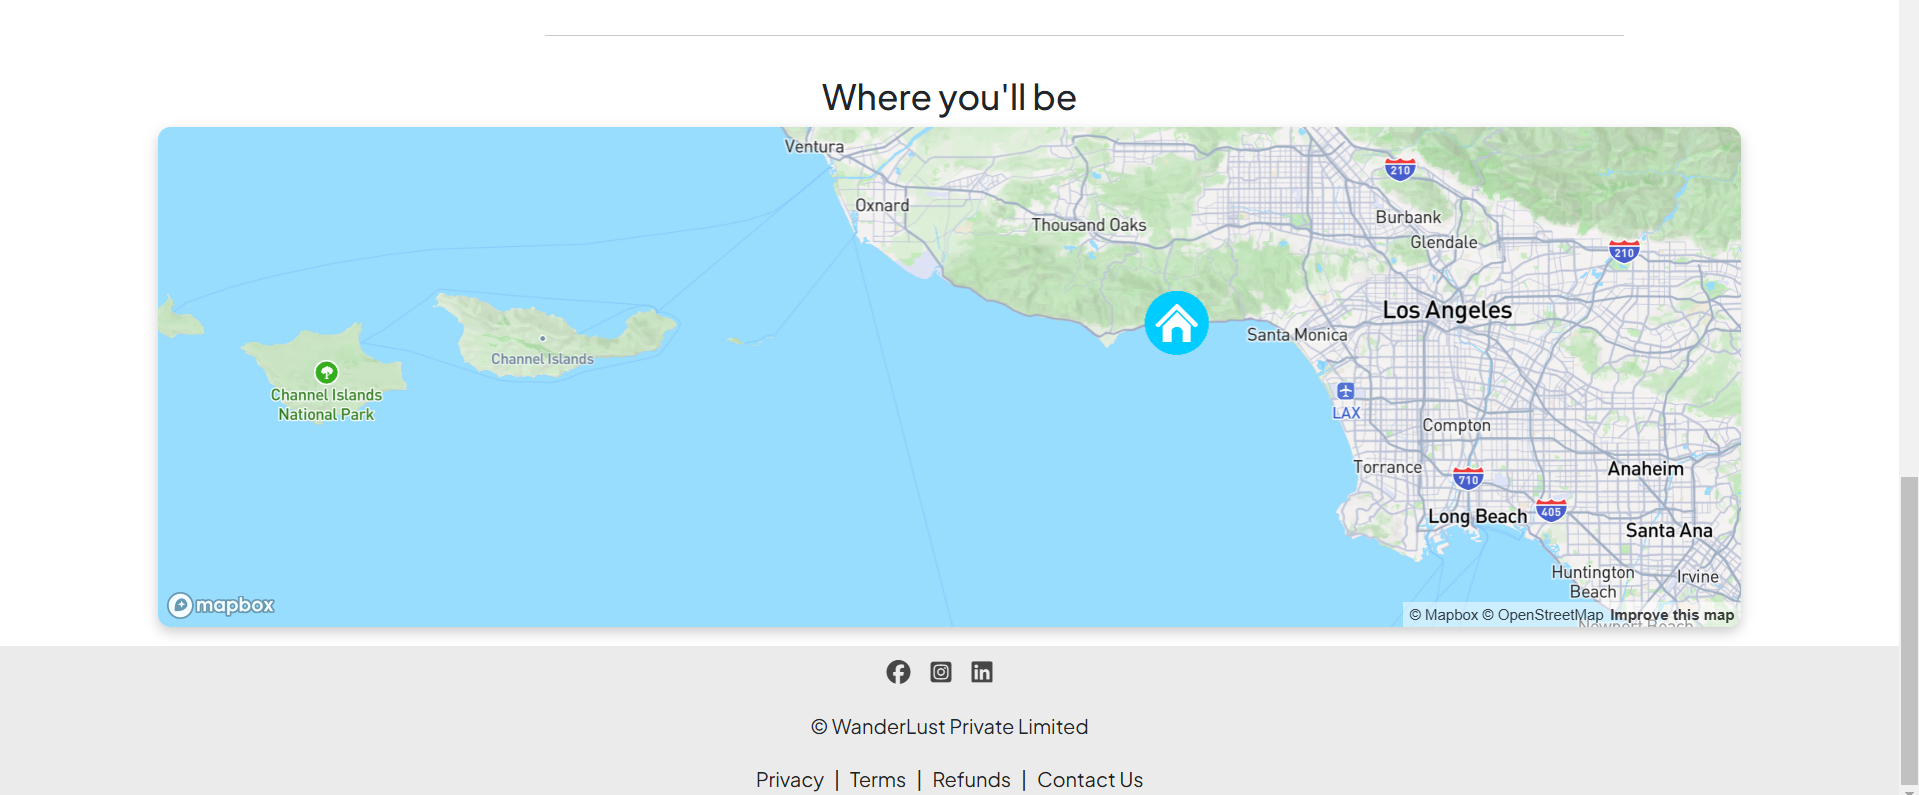 Where you'll be
Ventura
Oxnard
Thousand Oaks
210
Burbank
Glendale
210
Los Angeles
Santa Monica
Channel Islands
Channel Islands
National Park
LAX
Compton
Torrance
710
Anaheim
Long Beach
405
Santa Ana
Huntington
Beach
Irvine
mapbox
© Mapbox © OpenStreetMap Improve this map
Newport Beach
© WanderLust Private Limited
Privacy | Terms | Refunds | Contact Us